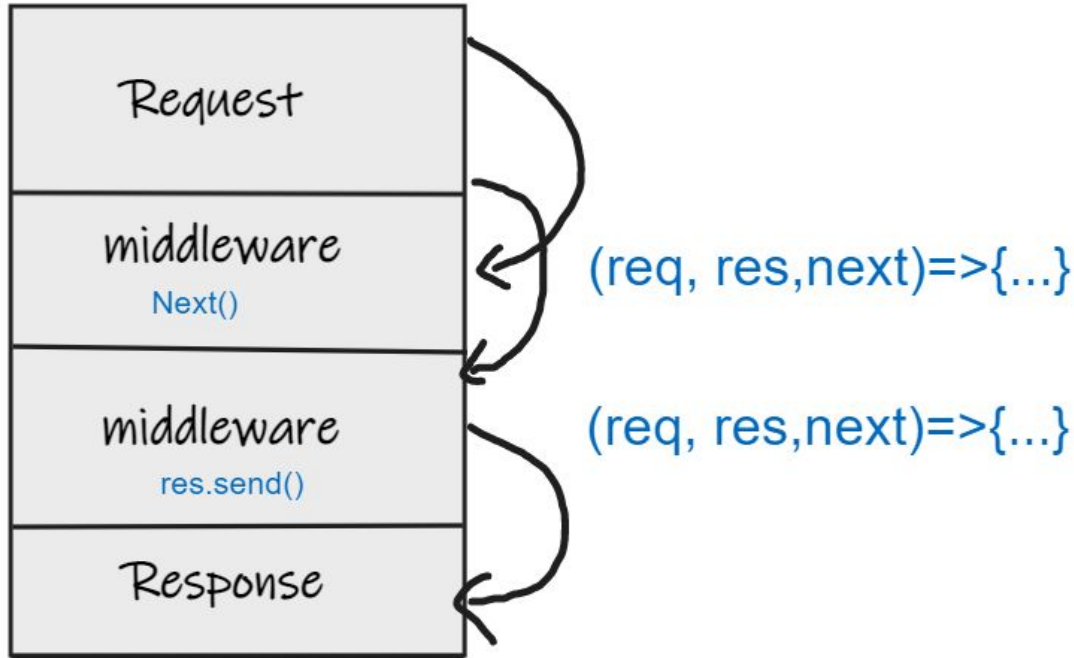 Request
middleware
Next()
(req, res,next)=>{...}
middleware
res.send()
(req, res,next)=>{...}
Response